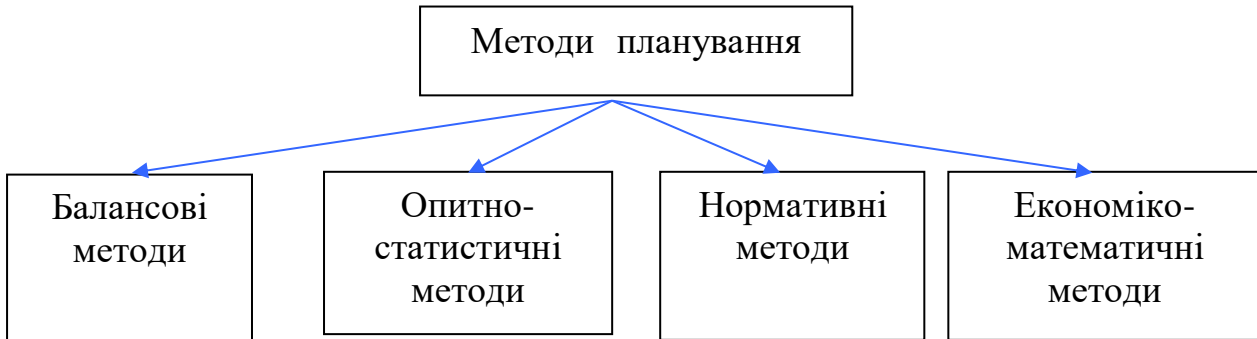 Методи планування
Балансові
методи
Опитно-
статистичні
методи
Нормативні
методи
Економіко-
математичні
методи